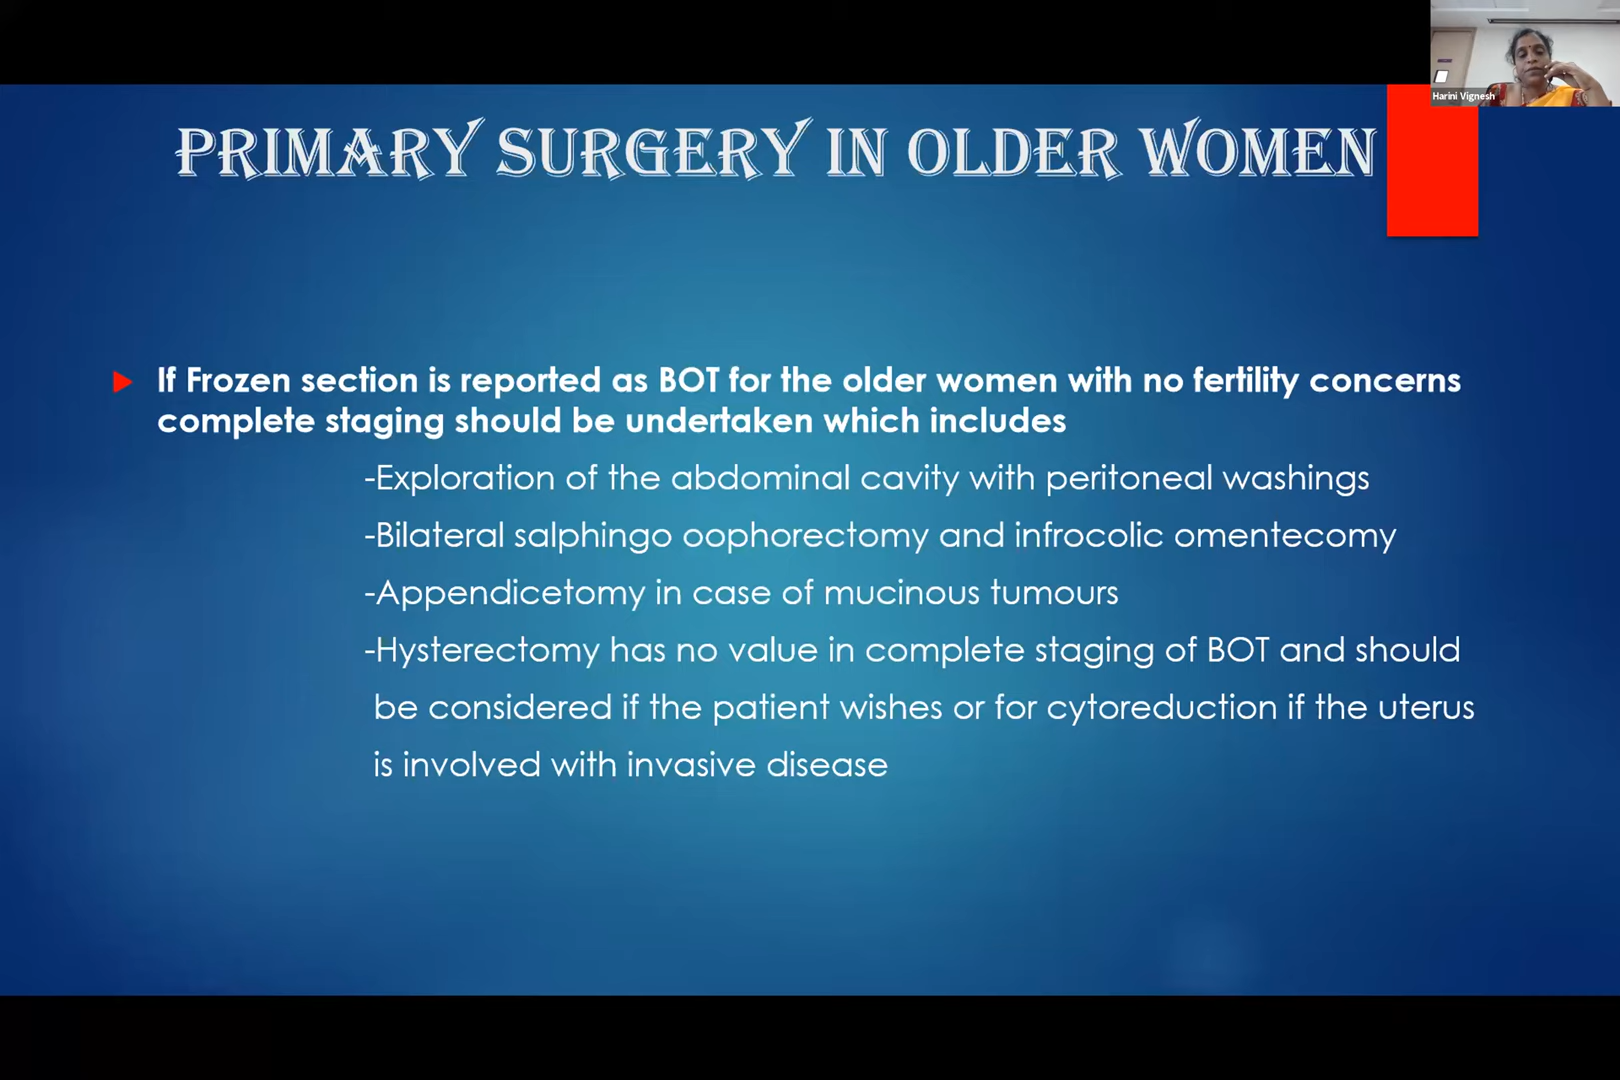 Harini Vignesh
PRIMARY SURGERY IN OLDER WOMEN
If Frozen section is reported as BOT for the older women with no fertility concerns
complete staging should be undertaken which includes
-Exploration of the abdominal cavity with peritoneal washings
-Bilateral salphingo oophorectomy and infrocolic omentecomy
-Appendicetomy in case of mucinous tumours
-Hysterectomy has no value in complete staging of BOT and should
be considered if the patient wishes or for cytoreduction if the uterus
is involved with invasive disease